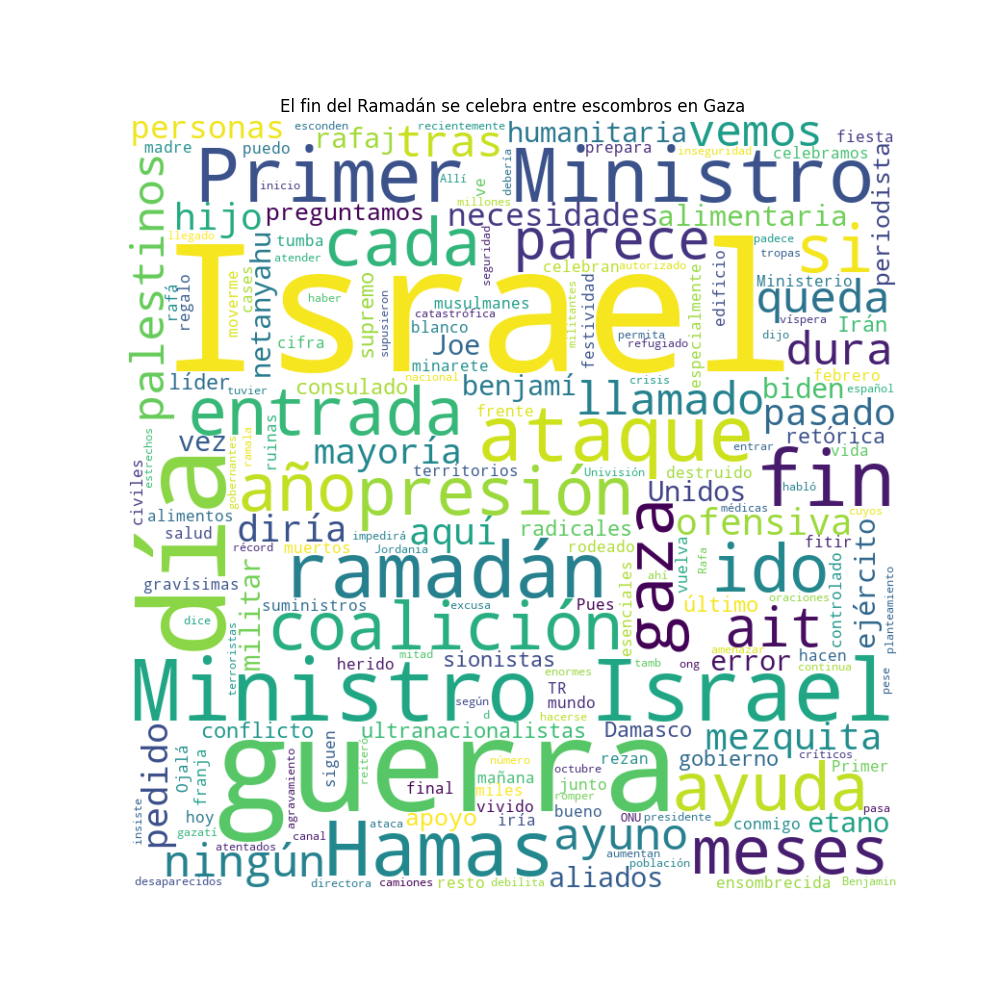 El fin del Ramadán se celebra entre escombros en Gaza
personas
esconden
recientemente
humanitaria
vemos
fiesta
madre
puedo
rafaj
tras
prepara
inseguridad
celebramos
debería
Allí
ve
periodista
Primer Ministro
inicio
millones
palestinos
hijo
preguntamos
necesidades
alimentaria
cada
parece
si
llegado
tumba
atender
seguridad
celebran
autorizado
padece
tropas
netanyahu
cases
moverme
rafá
regalo
Israel
supremo
haber
musulmanes
catastrófica
militantes
festividad
especialmente
edificio
Ministerio
queda
Irán
víspera
dijo
cifra
supusieron
blanco
Joe
minarete
permita
refugiado
dura
líder
tuvier
consulado
nacional
benjamí
llamado
crisis
biden
febrero
español
entrada
frente
pasado
vez
gobernantes
ramala
ruinas
mayoría
ataque
entrar
retórica
vida
estrechos
civiles
territorios
Univisión
destruido
fin
habló
día
año
presión
Unidos
médicas
cuyos
alimentos
salud
diría
aquí
radicales
gaza
ofensiva
fitir
récord
muertos
impedirá
Jordania
rodeado
ahí
vuelva
Rafa
ejército
gravísimas
militar
ramadán
esenciales
ido
controlado
planteamiento
suministros
excusa
Pues
último
oraciones
dice
coalición
ait
terroristas
mitad
herido
sionistas
tamb
ong
error
amenazar
hacen
continua
Ministro Israel
enormes
TR
mundo
según
d
hacerse
pese
pedido
conflicto
ultranacionalistas
Damasco
mezquita
Ojalá
franja
siguen
reiteró
guerra
número
octubre
rezan
gobierno
críticos
Primer
insiste
hoy
agravamiento
final
mañana
miles
junto
romper
ayuda
pasa
gazatí
canal
apoyo
vivido
iría
bueno
ONU
presidente
conmigo
etano
atentados
ataca
ningún
Hamas
ayuno
aumentan
población
meses
desaparecidos
directora
camiones
resto
debilita
aliados
ensombrecida
Benjamin